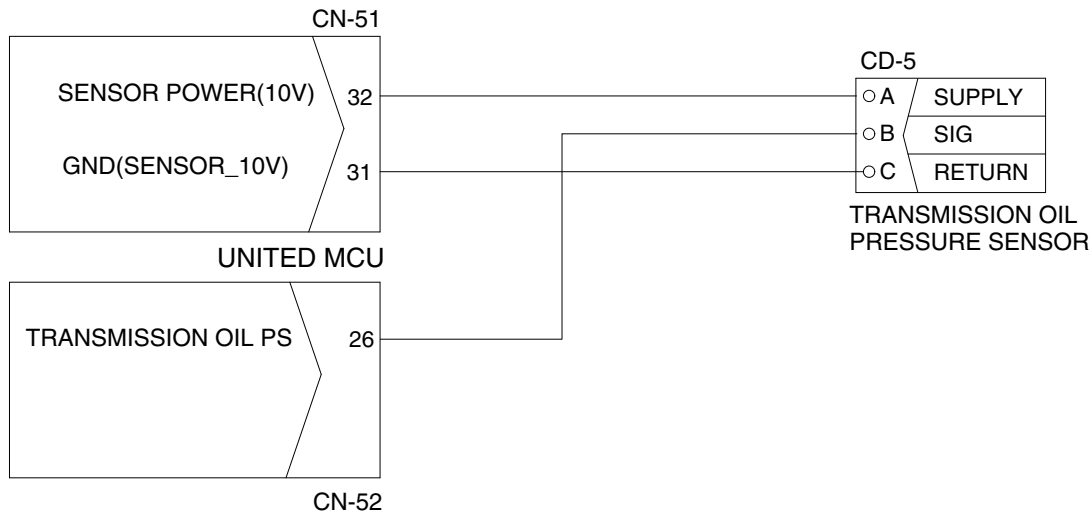 CN-51
SENSOR POWER(10V)
32
GND(SENSOR_10V)
31
UNITED MCU
TRANSMISSION OIL PS
26
CN-52
CD-5
A
SUPPLY
B
SIG
C
RETURN
TRANSMISSION OIL
PRESSURE SENSOR